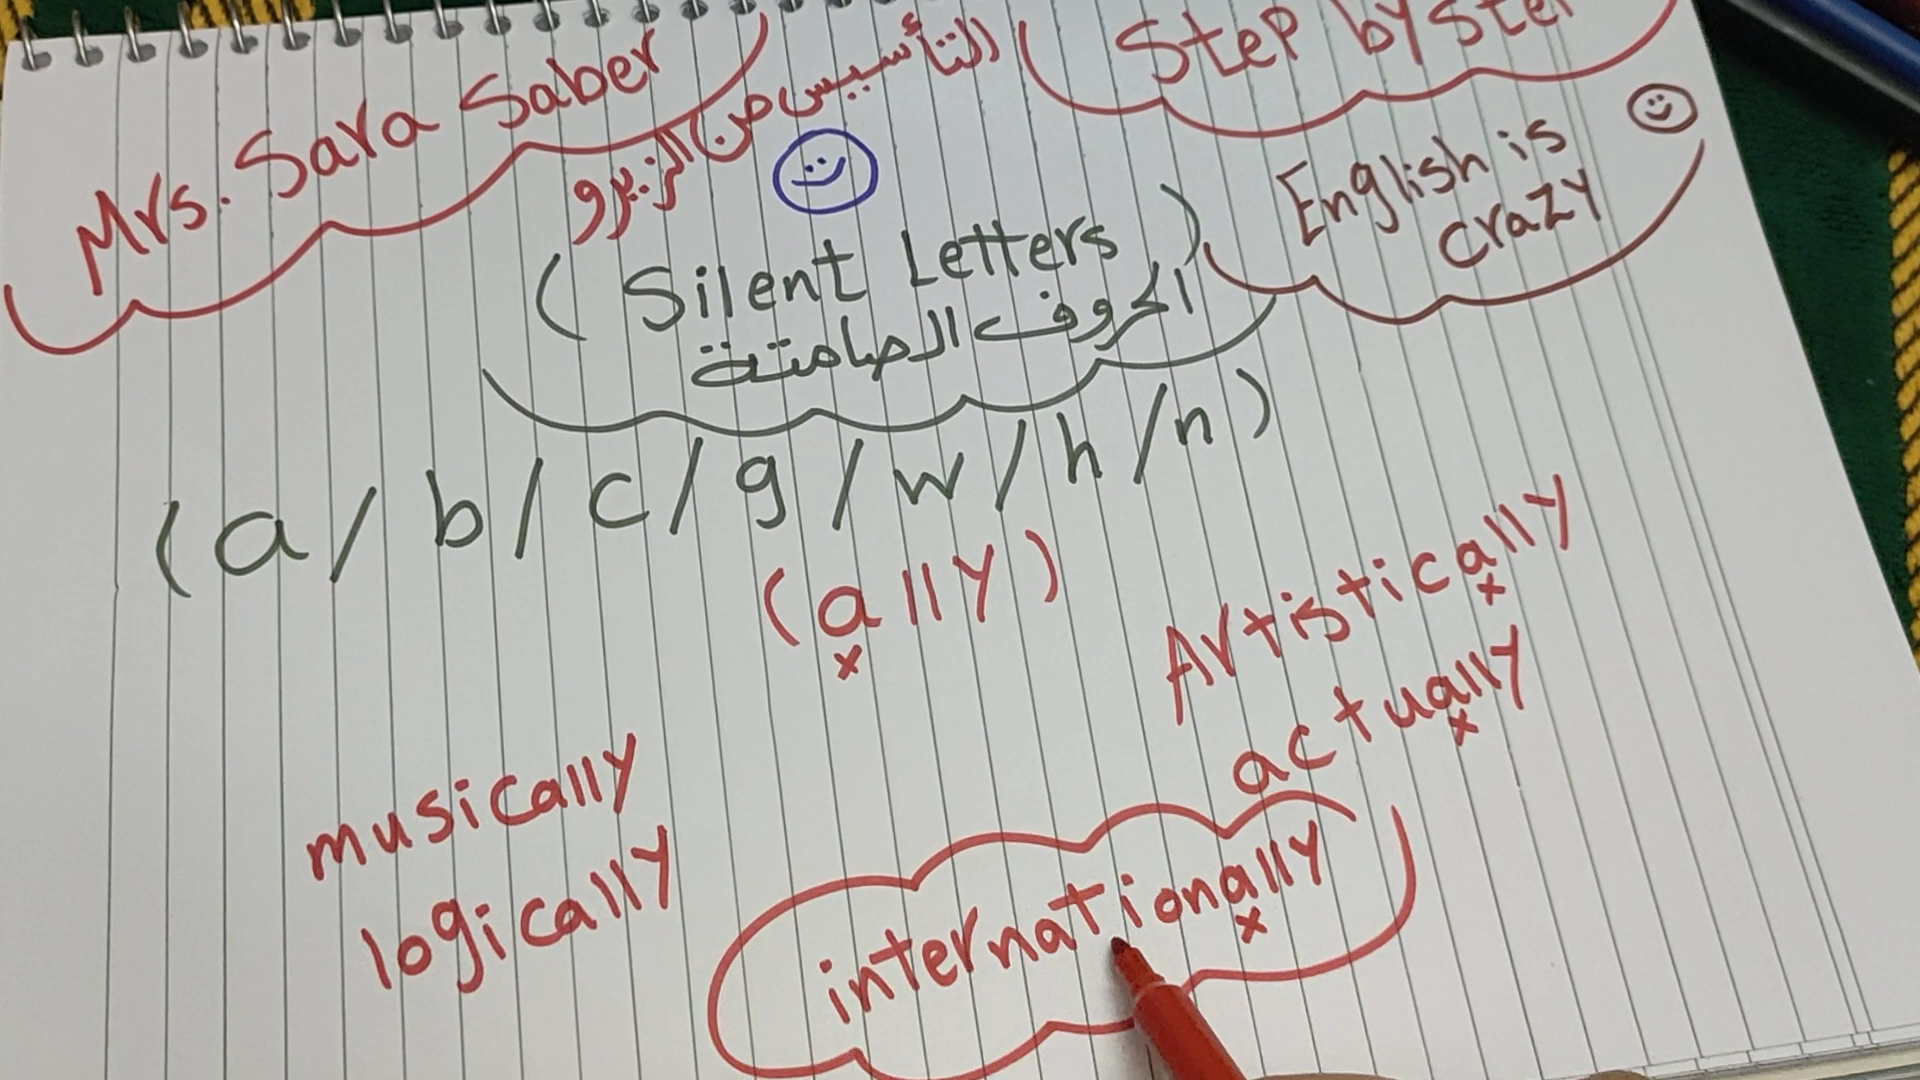 Mrs. Sara Saber
التأسيس من الزيرو
Step by Step
English is
crazy
( Silent Letters )
الحروف الصامتة
( a / b / c / g / w / h / n )
( ally )
x
Artistically
x
actually
x
musically
logically
internationally
x